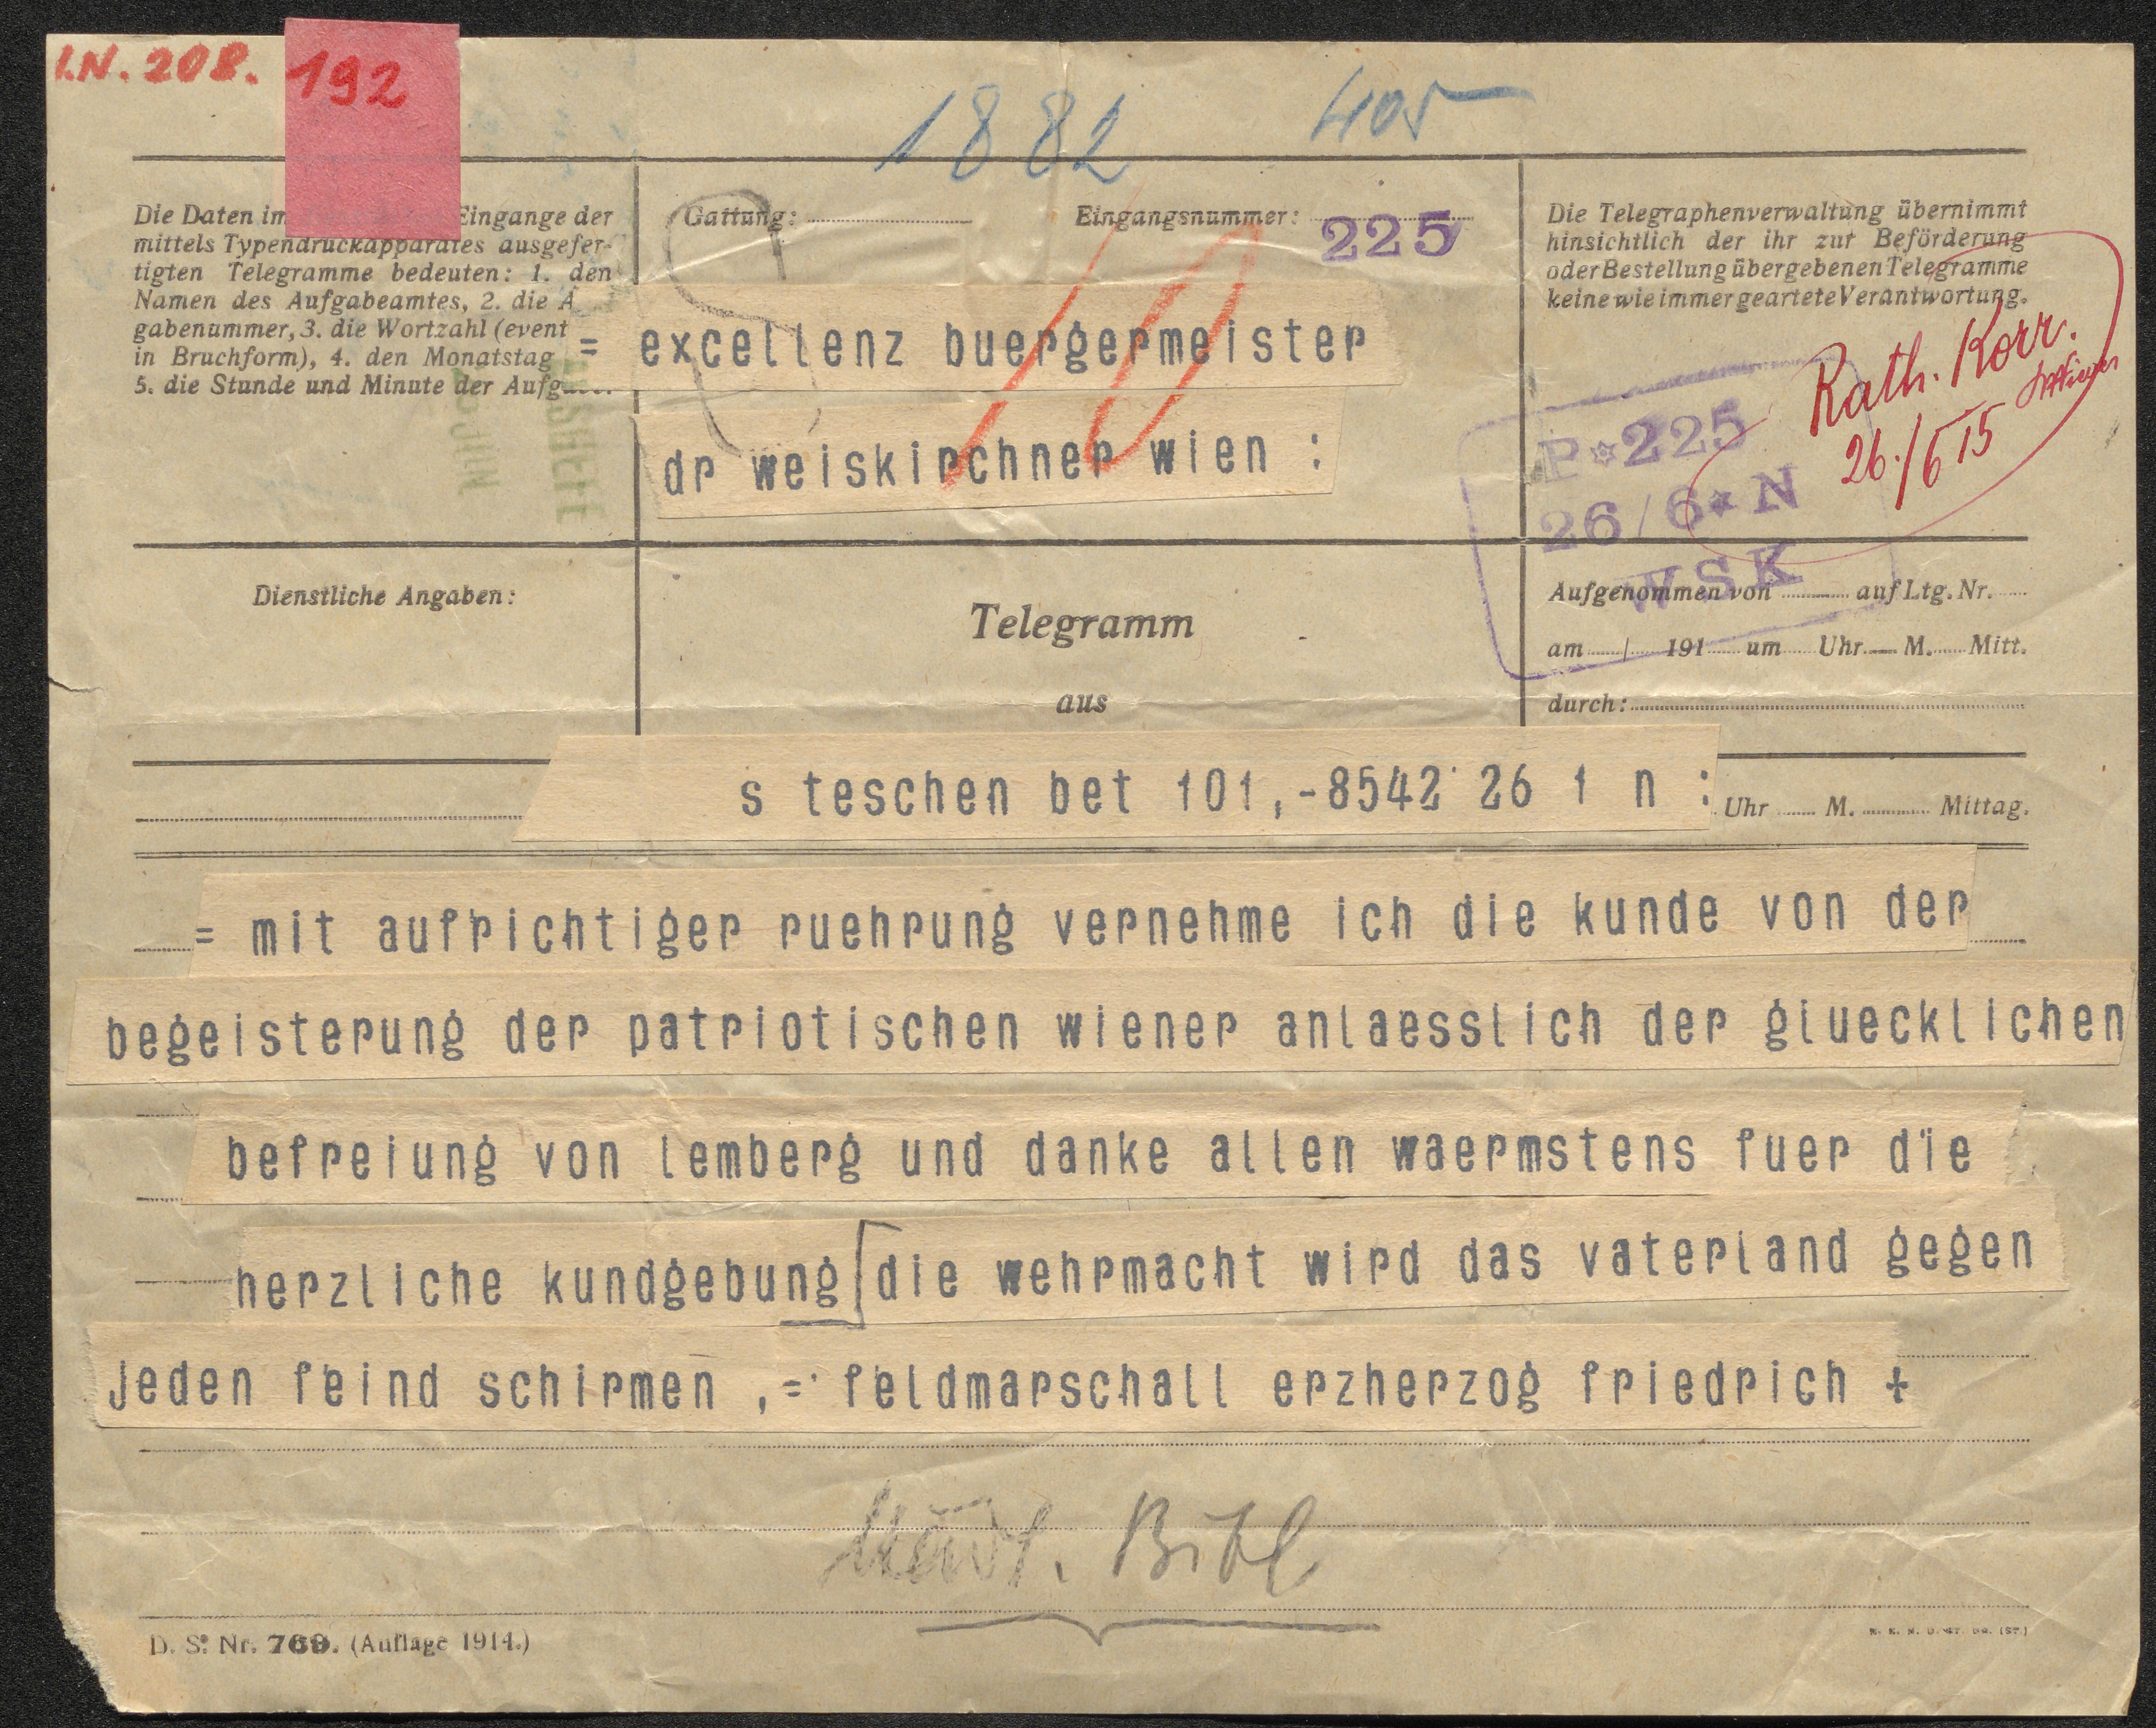 I.N. 208. 192
1882 405
Die Daten im Eingange der
mittels Typendruckapparates ausgefer-
tigten Telegramme bedeuten: 1. den
Namen des Aufgabeamtes, 2. die A
gabenummer, 3. die Wortzahl (event
in Bruchform), 4. den Monatstag
5. die Stunde und Minute der Aufg
Gattung: Eingangsnummer: 225
10
= excellenz buergermeister
dr weiskirchner wien :
Die Telegraphenverwaltung übernimmt
hinsichtlich der ihr zur Beförderung
oder Bestellung übergebenen Telegramme
keine wie immer geartete Verantwortung.
Rath. Korr.
26./6 15
P*225
26/6*N
WSK
Dienstliche Angaben:
Telegramm
aus
Aufgenommen von auf Ltg. Nr.
am / 191 um Uhr M. Mitt.
durch:
s teschen bet 101,-8542 26 1 n :
Uhr M. Mittag.
= mit aufrichtiger ruehrung vernehme ich die kunde von der
begeisterung der patriotischen wiener anlaesslich der gluecklichen
befreiung von lemberg und danke allen waermstens fuer die
herzliche kundgebung [die wehrmacht wird das vaterland gegen
jeden feind schirmen ,= feldmarschall erzherzog friedrich +
Bibl
D. S. Nr. 769. (Auflage 1914.)